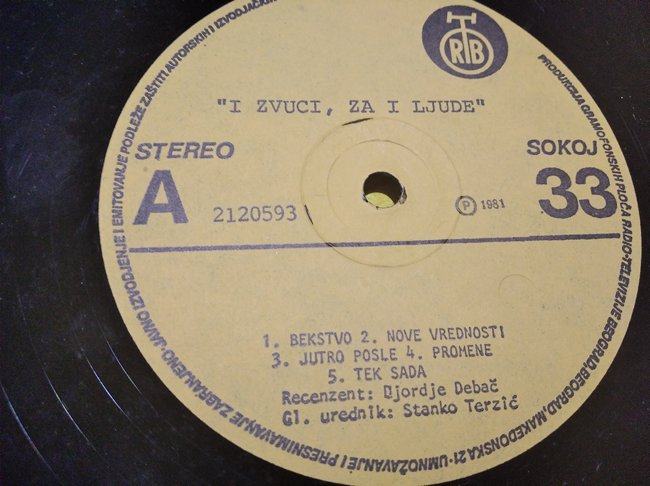 RTB
"I ZVUCI, ZA I LJUDE"
STEREO
SOKOJ
A
33
2120593
P 1981
1. BEKSTVO 2. NOVE VREDNOSTI
3. JUTRO POSLE 4. PROMENE
5. TEK SADA
Recenzent: Djordje Debač
Gl. urednik: Stanko Terzić
PRODUKCIJA GRAMOFONSKIH PLOČA RADIO-TELEVIZIJE BEOGRAD, BEOGRAD, MAKEDONSKA 21 · UMNOŽAVANJE I PRESNIMAVANJE ZABRANJENO · JAVNO IZVODJENJE I EMITOVANJE PODLEŽE ZAŠTITI AUTORSKIH I IZVODJAČKIH